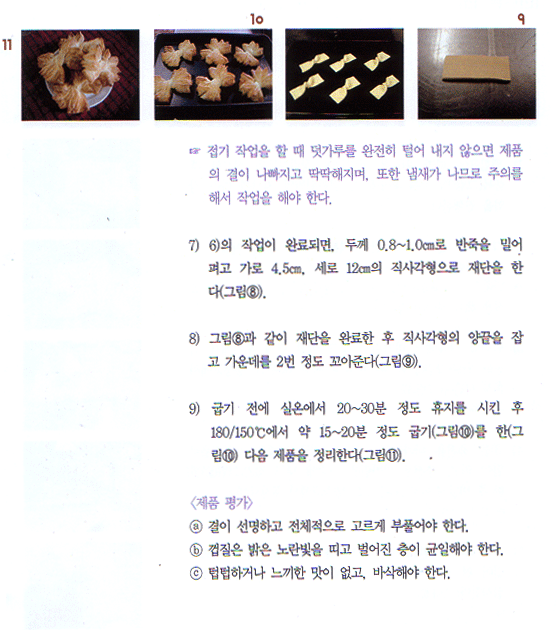 10
9
11
☞ 접기 작업을 할 때 덧가루를 완전히 털어 내지 않으면 제품
의 결이 나빠지고 딱딱해지며, 또한 냄새가 나므로 주의를
해서 작업을 해야 한다.
7) 6)의 작업이 완료되면, 두께 0.8~1.0㎝로 반죽을 밀어
펴고 가로 4.5㎝, 세로 12㎝의 직사각형으로 재단을 한
다(그림⑧).
8) 그림⑧과 같이 재단을 완료한 후 직사각형의 양끝을 잡
고 가운데를 2번 정도 꼬아준다(그림⑨).
9) 굽기 전에 실온에서 20~30분 정도 휴지를 시킨 후
180/150℃에서 약 15~20분 정도 굽기(그림⑩)를 한(그
림⑩) 다음 제품을 정리한다(그림⑪).
〈제품 평가〉
ⓐ 결이 선명하고 전체적으로 고르게 부풀어야 한다.
ⓑ 껍질은 밝은 노란빛을 띠고 벌어진 층이 균일해야 한다.
ⓒ 텁텁하거나 느끼한 맛이 없고, 바삭해야 한다.